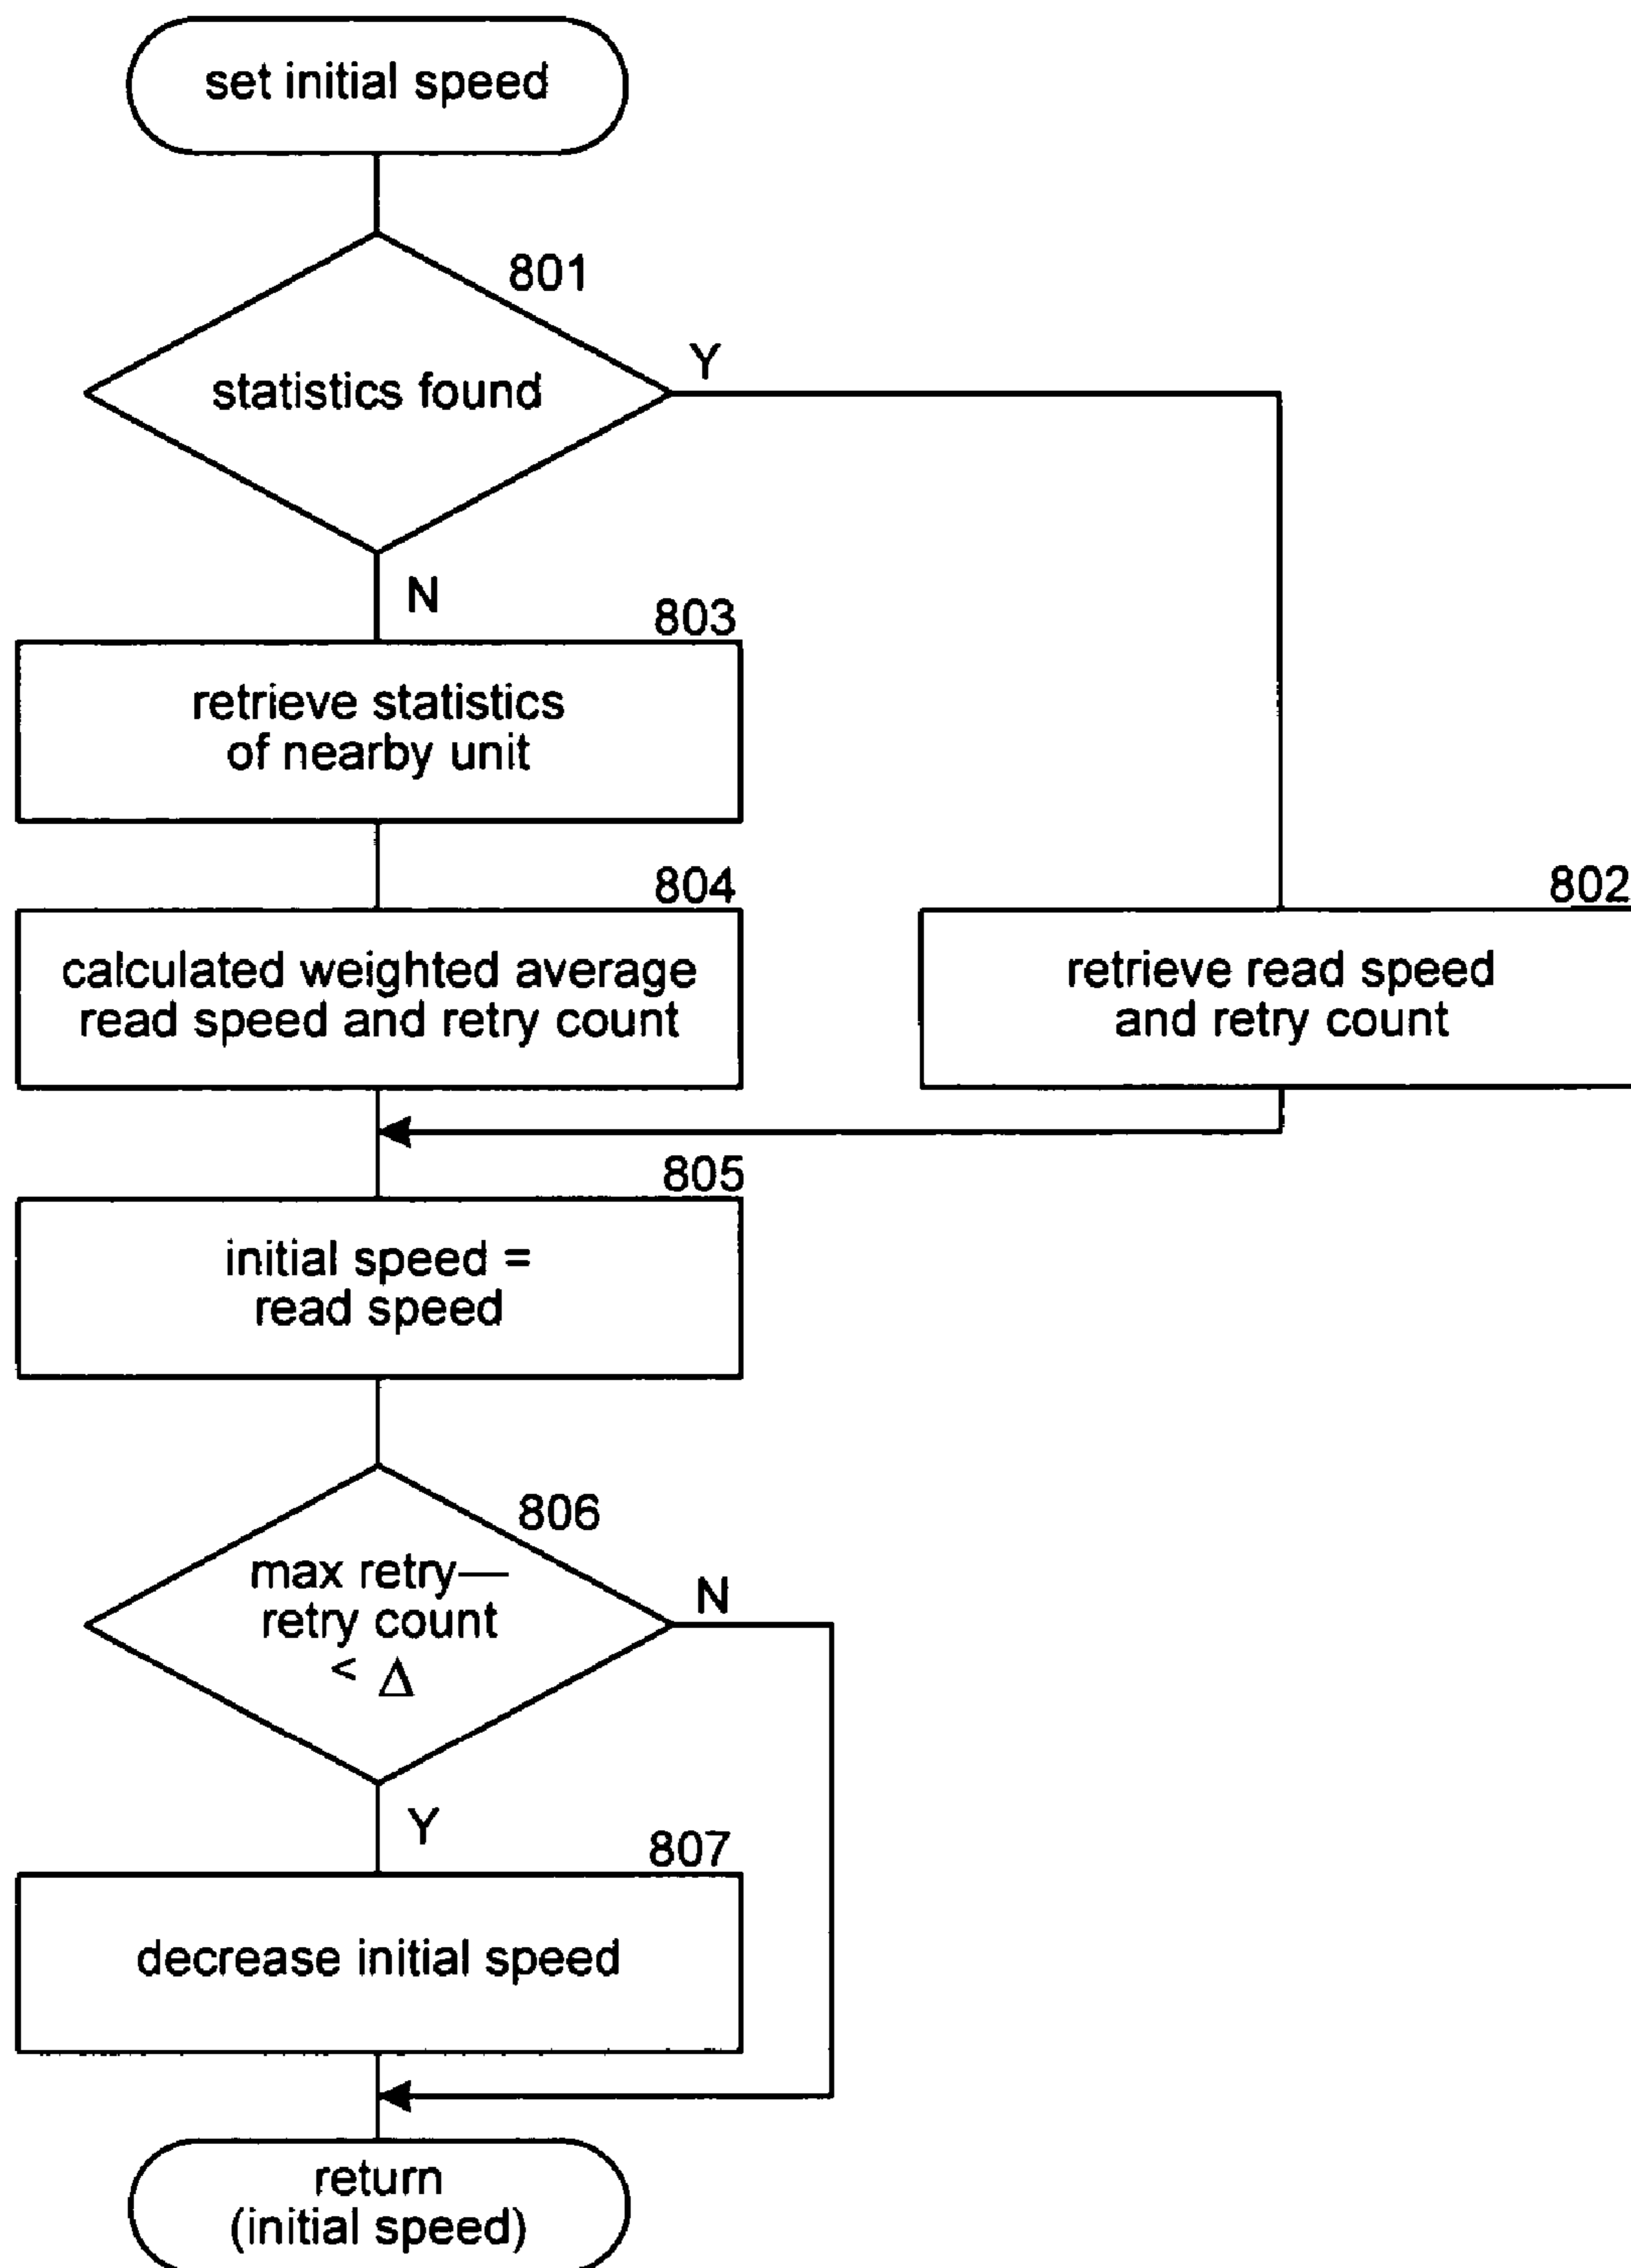 set initial speed
801
statistics found
Y
N
803
retrieve statistics
of nearby unit
804
calculated weighted average
read speed and retry count
802
retrieve read speed
and retry count
805
initial speed =
read speed
806
max retry—
retry count
< Δ
N
Y
807
decrease initial speed
return
(initial speed)